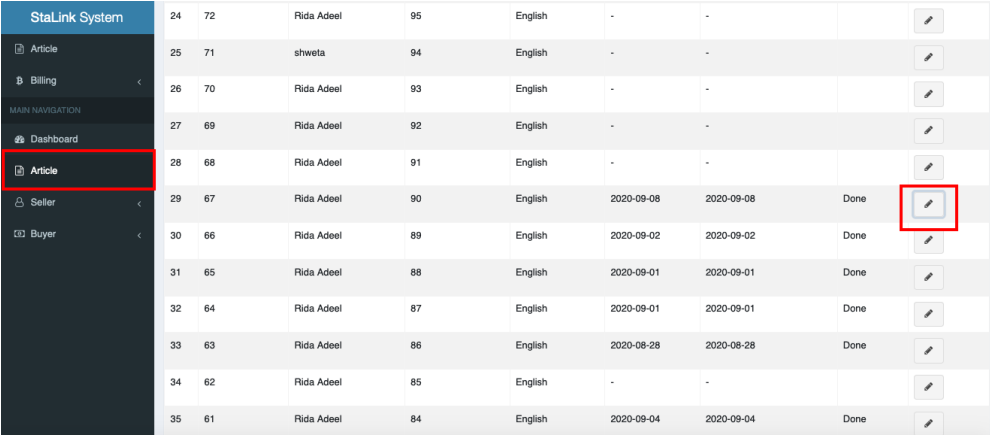 StaLink System
Article
Billing
MAIN NAVIGATION
Dashboard
Article
Seller
Buyer
24 72 Rida Adeel 95 English - -
25 71 shweta 94 English - -
26 70 Rida Adeel 93 English - -
27 69 Rida Adeel 92 English - -
28 68 Rida Adeel 91 English - -
29 67 Rida Adeel 90 English 2020-09-08 2020-09-08 Done
30 66 Rida Adeel 89 English 2020-09-02 2020-09-02 Done
31 65 Rida Adeel 88 English 2020-09-01 2020-09-01 Done
32 64 Rida Adeel 87 English 2020-09-01 2020-09-01 Done
33 63 Rida Adeel 86 English 2020-08-28 2020-08-28 Done
34 62 Rida Adeel 85 English - -
35 61 Rida Adeel 84 English 2020-09-04 2020-09-04 Done